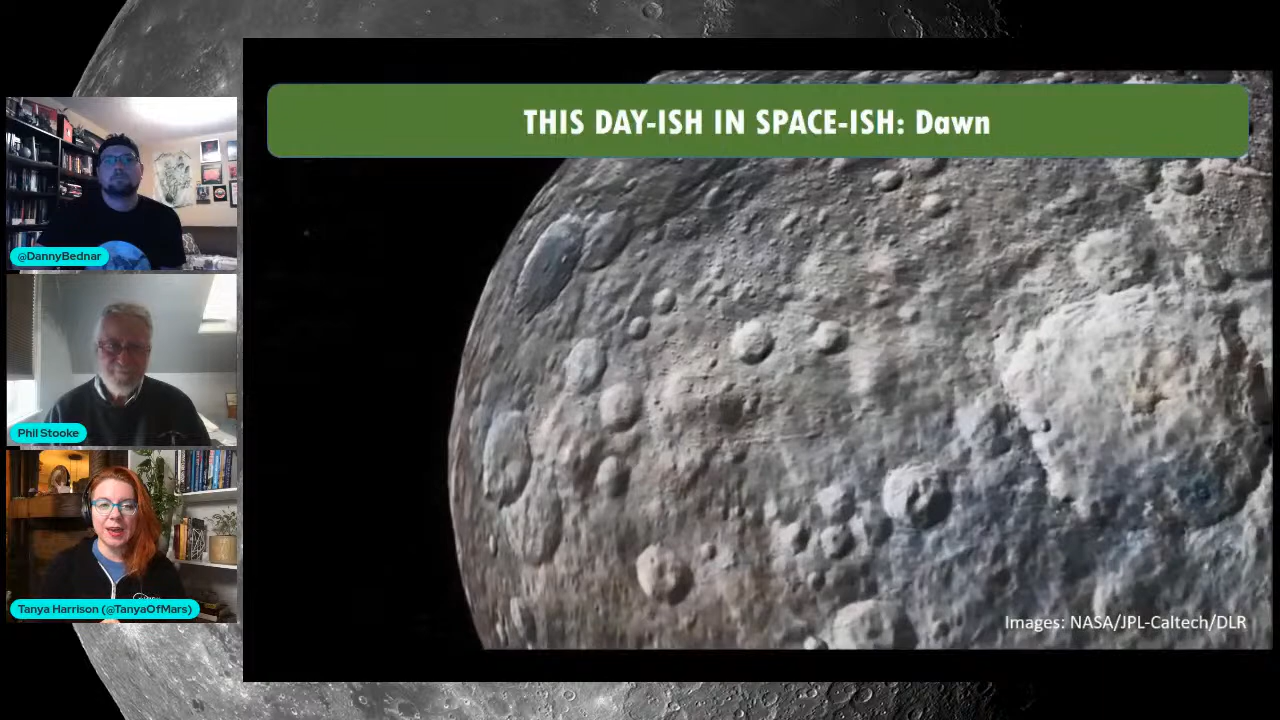 THIS DAY-ISH IN SPACE-ISH: Dawn
@DannyBednar
Phil Stooke
Tanya Harrison (@TanyaOfMars)
Images: NASA/JPL-Caltech/DLR